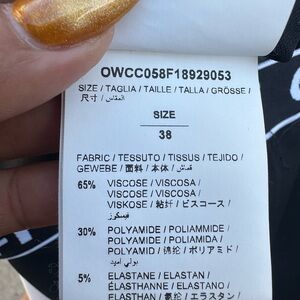 OWCC058F18929053
SIZE / TAGLIA / TAILLE / TALLA / GRÖSSE /
尺寸 / المقاس /
SIZE
38
FABRIC / TESSUTO / TISSUS / TEJIDO /
GEWEBE / 面料 / 本体 / قماش /
65% VISCOSE / VISCOSA /
VISCOSE / VISCOSA /
VISKOSE / 粘纤 / ビスコース /
فيسكوز
30% POLYAMIDE / POLIAMMIDE /
POLYAMIDE / POLIAMIDA /
POLYAMID / 锦纶 / ポリアミド /
بولي أميد
5% ELASTANE / ELASTAN /
ÉLASTHANNE / ELASTANO /
ELASTHAN / 氨纶 / エラスタン /